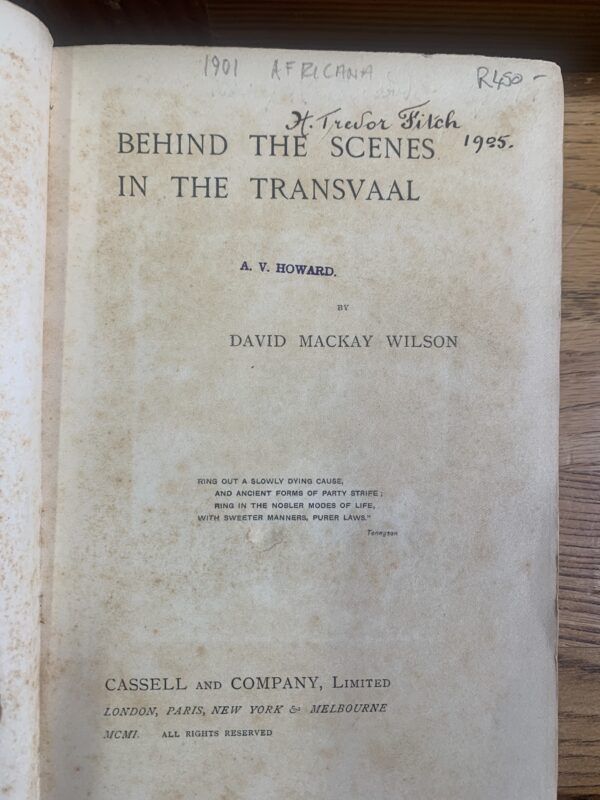 1901 AFRICANA R450-
H. Trevor Fitch
1925.
BEHIND THE SCENES
IN THE TRANSVAAL
A. V. HOWARD.
BY
DAVID MACKAY WILSON
RING OUT A SLOWLY DYING CAUSE,
AND ANCIENT FORMS OF PARTY STRIFE;
RING IN THE NOBLER MODES OF LIFE,
WITH SWEETER MANNERS, PURER LAWS."
Tennyson
CASSELL AND COMPANY, LIMITED
LONDON, PARIS, NEW YORK & MELBOURNE
MCMI. ALL RIGHTS RESERVED